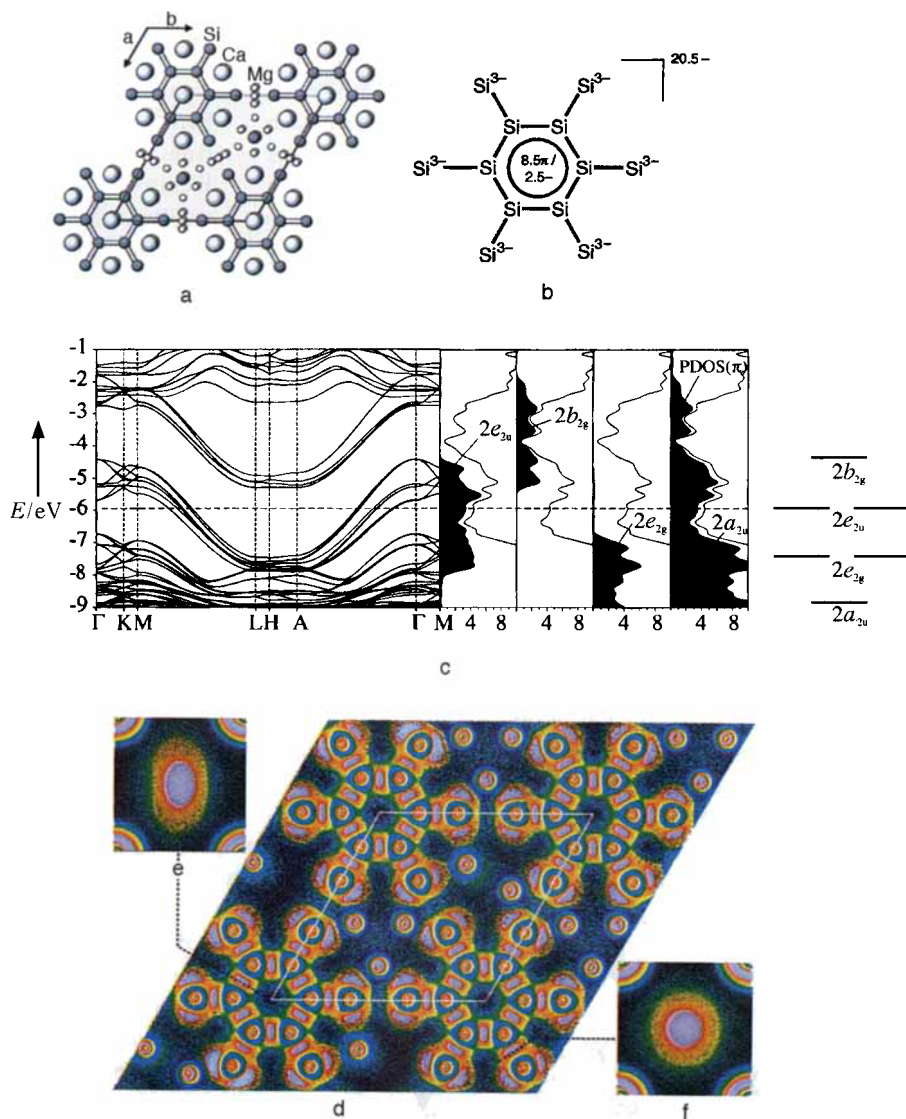 b
a
Si
Ca
Mg
a
20.5–
Si3– Si3–
Si Si
Si3– Si 8.5π / Si Si3–
2.5–
Si Si
Si3– Si3–
b
-1
-2
-3
-4
-5
-6
-7
-8
-9
E/eV
Γ K M L H A Γ M 4 8 4 8 4 8 4 8
2e2u
2b2g
2e2g
PDOS(π)
2a2u
2b2g
2e2u
2e2g
2a2u
c
e
d
f